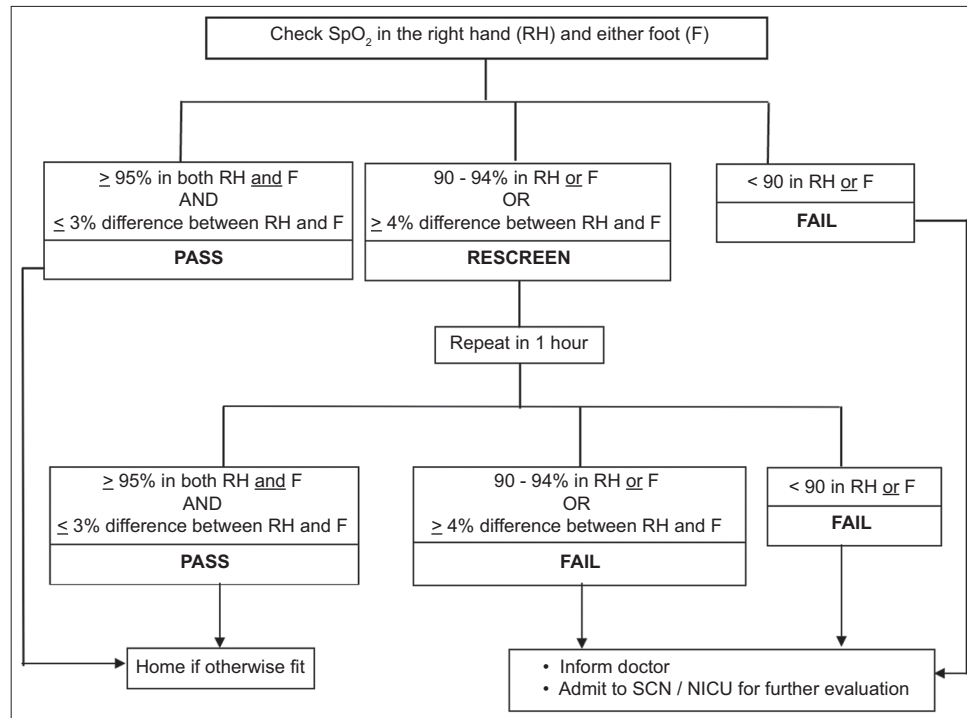 Check SpO₂ in the right hand (RH) and either foot (F)
≥ 95% in both RH and F
AND
≤ 3% difference between RH and F
PASS
90 - 94% in RH or F
OR
≥ 4% difference between RH and F
RESCREEN
< 90 in RH or F
FAIL
Repeat in 1 hour
≥ 95% in both RH and F
AND
≤ 3% difference between RH and F
PASS
90 - 94% in RH or F
OR
≥ 4% difference between RH and F
FAIL
< 90 in RH or F
FAIL
Home if otherwise fit
• Inform doctor
• Admit to SCN / NICU for further evaluation